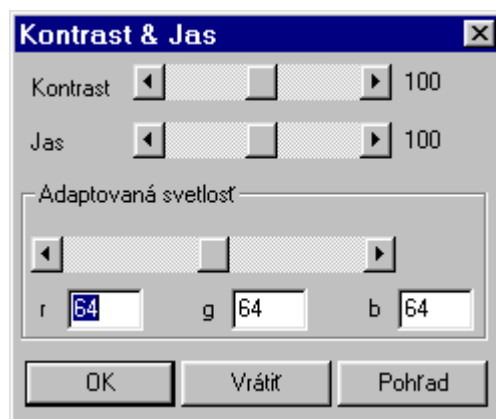 Kontrast & Jas
Kontrast 100
Jas 100
Adaptovaná svetlosť
r 64 g 64 b 64
OK Vrátiť Pohľad